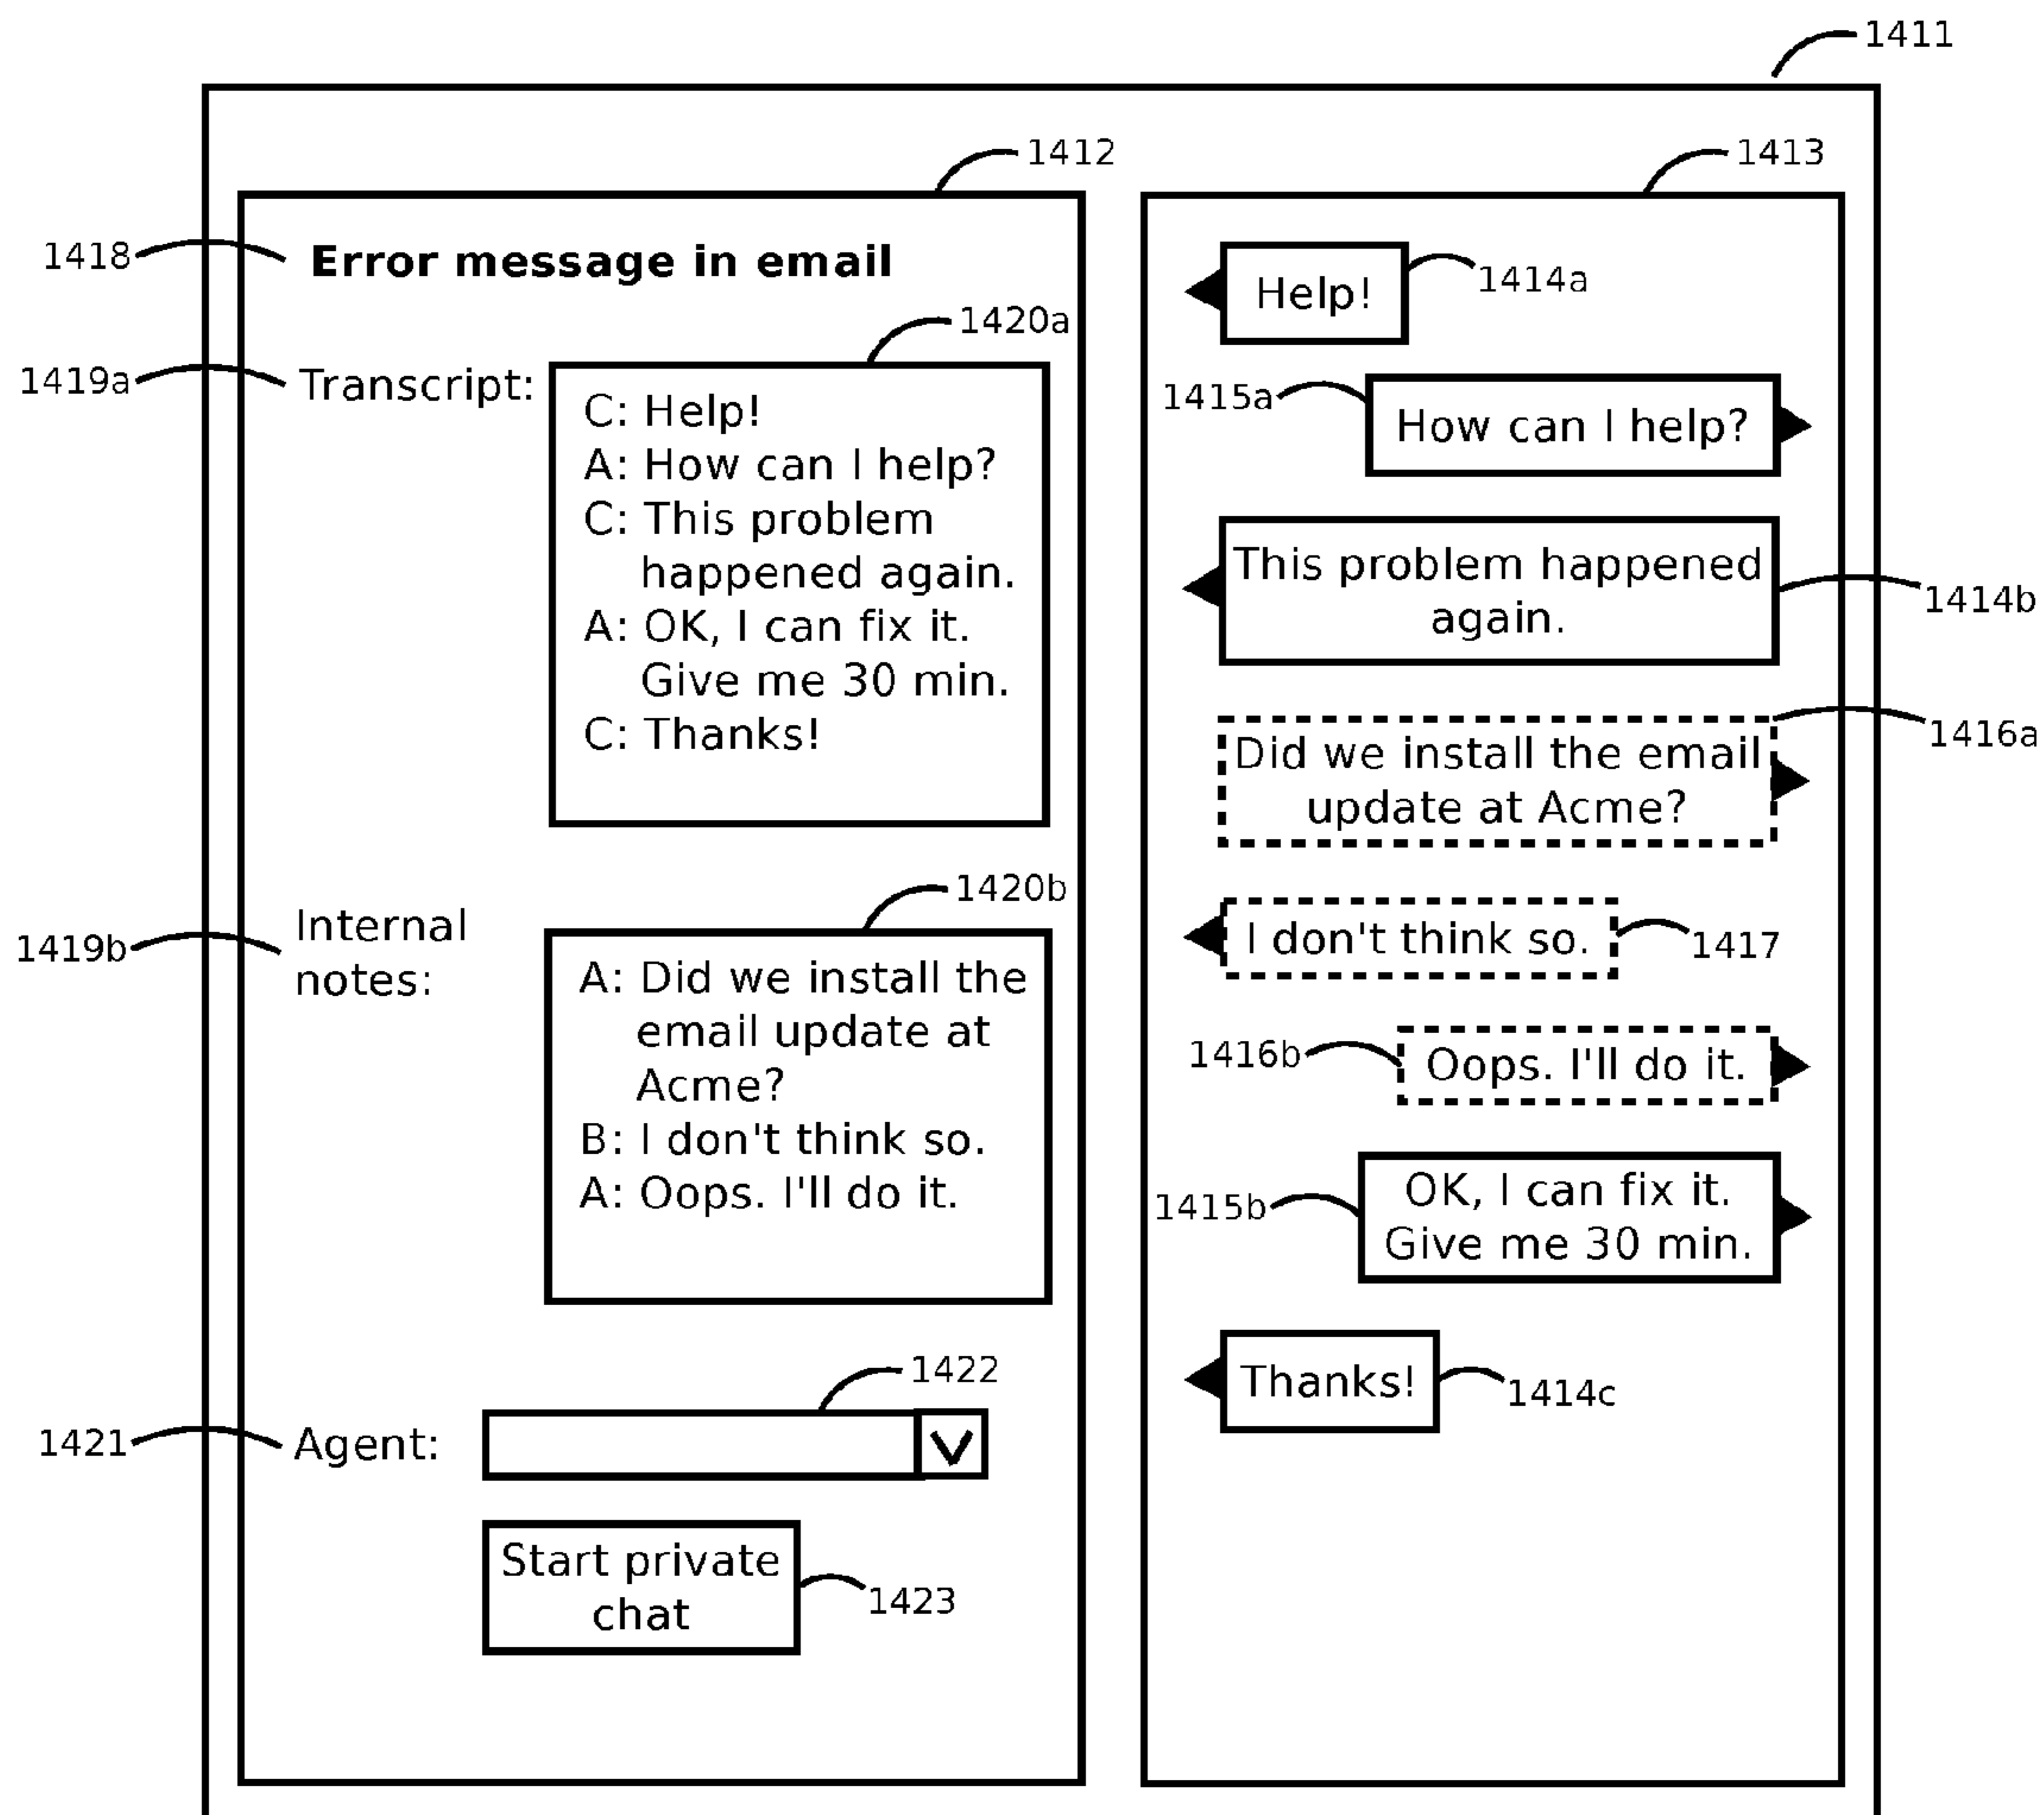 1411
1412
1413
1418
Error message in email
1420a
1419a
Transcript:
C: Help!
A: How can I help?
C: This problem
happened again.
A: OK, I can fix it.
Give me 30 min.
C: Thanks!
1420b
1419b
Internal
notes:
A: Did we install the
email update at
Acme?
B: I don't think so.
A: Oops. I'll do it.
1422
1421
Agent:
Start private
chat
1423
Help!
1414a
1415a
How can I help?
This problem happened
again.
1414b
1416a
Did we install the email
update at Acme?
I don't think so.
1417
1416b
Oops. I'll do it.
1415b
OK, I can fix it.
Give me 30 min.
Thanks!
1414c